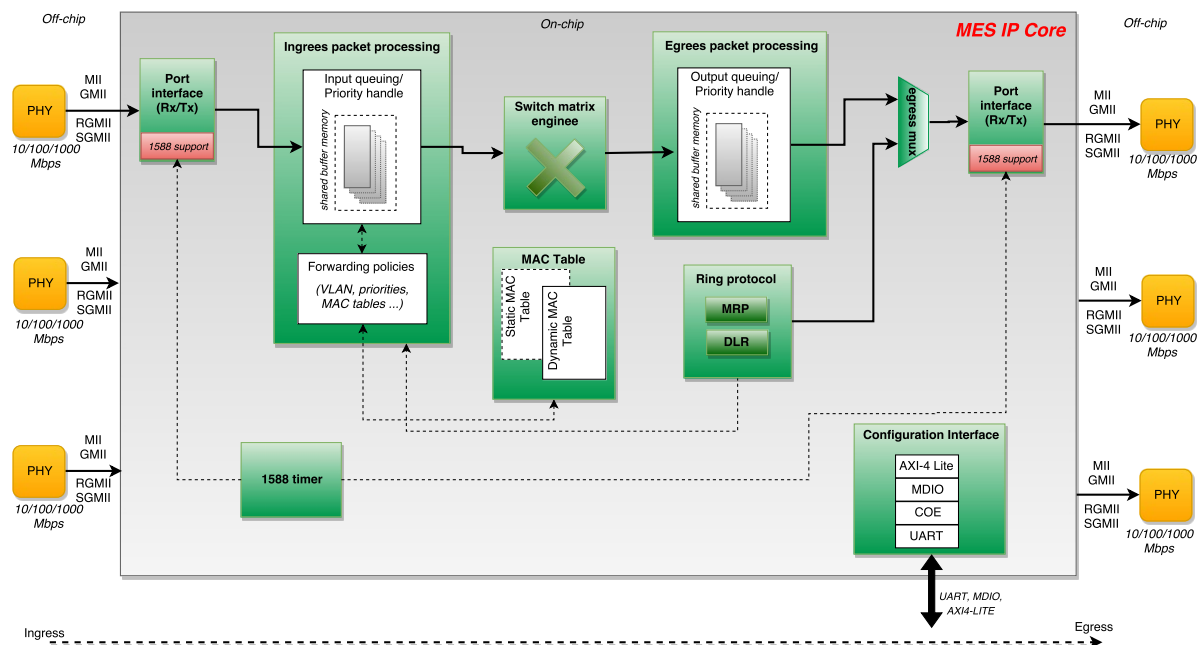 Off-chip
On-chip
Off-chip
MES IP Core
PHY
MII
GMII
RGMII
SGMII
10/100/1000
Mbps
Port
interface
(Rx/Tx)
1588 support
Ingrees packet processing
Input queuing/
Priority handle
shared buffer memory
Forwarding policies
(VLAN, priorities,
MAC tables ...)
Switch matrix
enginee
Egrees packet processing
Output queuing/
Priority handle
shared buffer memory
egress mux
Port
interface
(Rx/Tx)
1588 support
MII
GMII
RGMII
SGMII
PHY
10/100/1000
Mbps
PHY
MII
GMII
RGMII
SGMII
10/100/1000
Mbps
MAC Table
Static MAC
Table
Dynamic MAC
Table
Ring protocol
MRP
DLR
MII
GMII
RGMII
SGMII
PHY
10/100/1000
Mbps
PHY
MII
GMII
RGMII
SGMII
10/100/1000
Mbps
1588 timer
Configuration Interface
AXI-4 Lite
MDIO
COE
UART
UART, MDIO,
AXI4-LITE
MII
GMII
RGMII
SGMII
PHY
10/100/1000
Mbps
Ingress
Egress